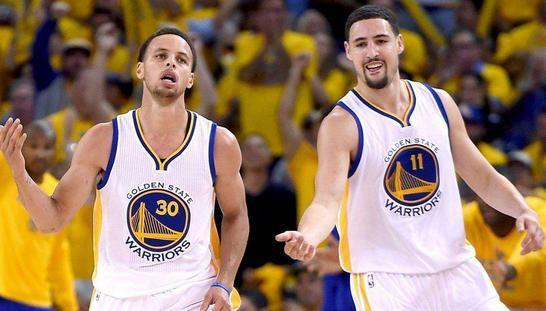 GOLDEN STATE
30
WARRIORS
GOLDEN STATE
11
WARRIORS